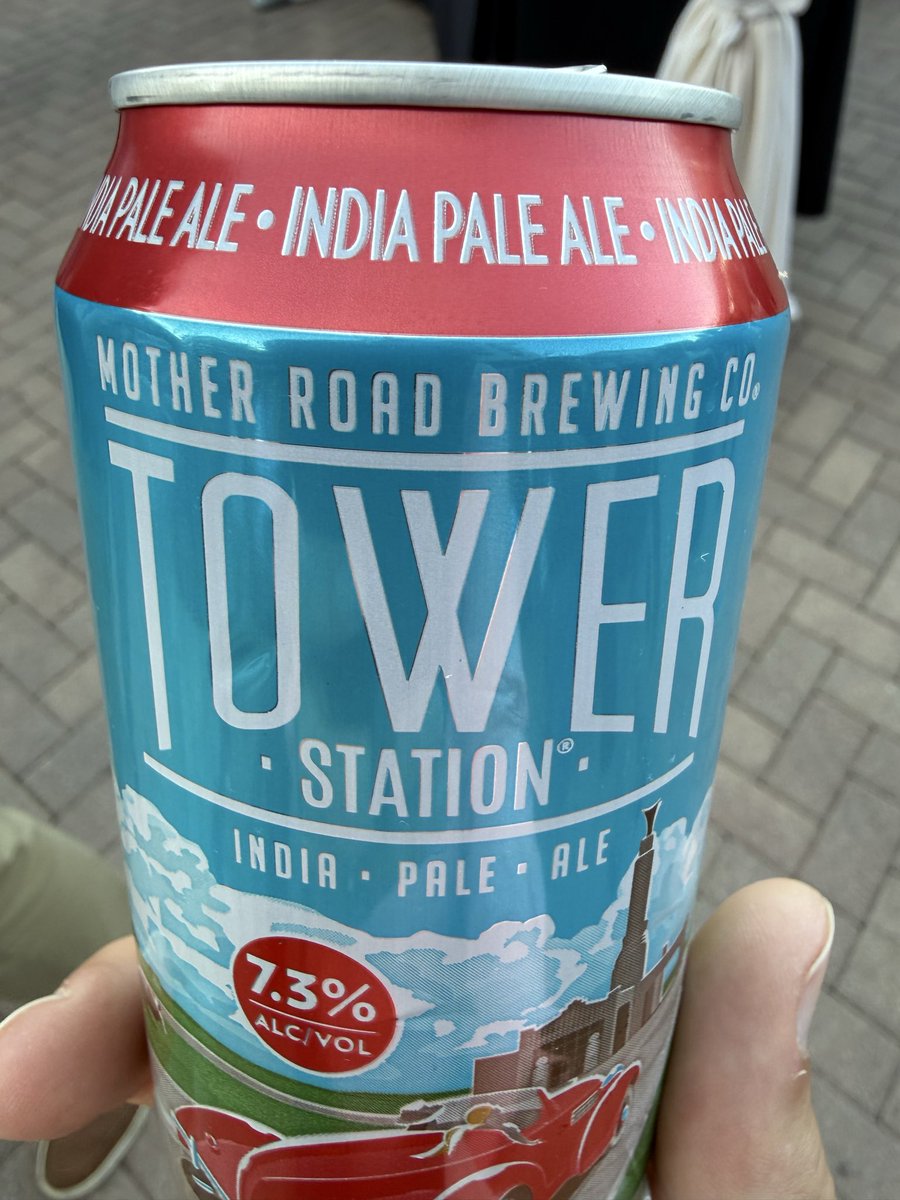 DIA PALE ALE • INDIA PALE ALE • INDIA PALE
MOTHER ROAD BREWING CO.®
TOWER
· STATION® ·
INDIA · PALE · ALE
7.3%
ALC/VOL